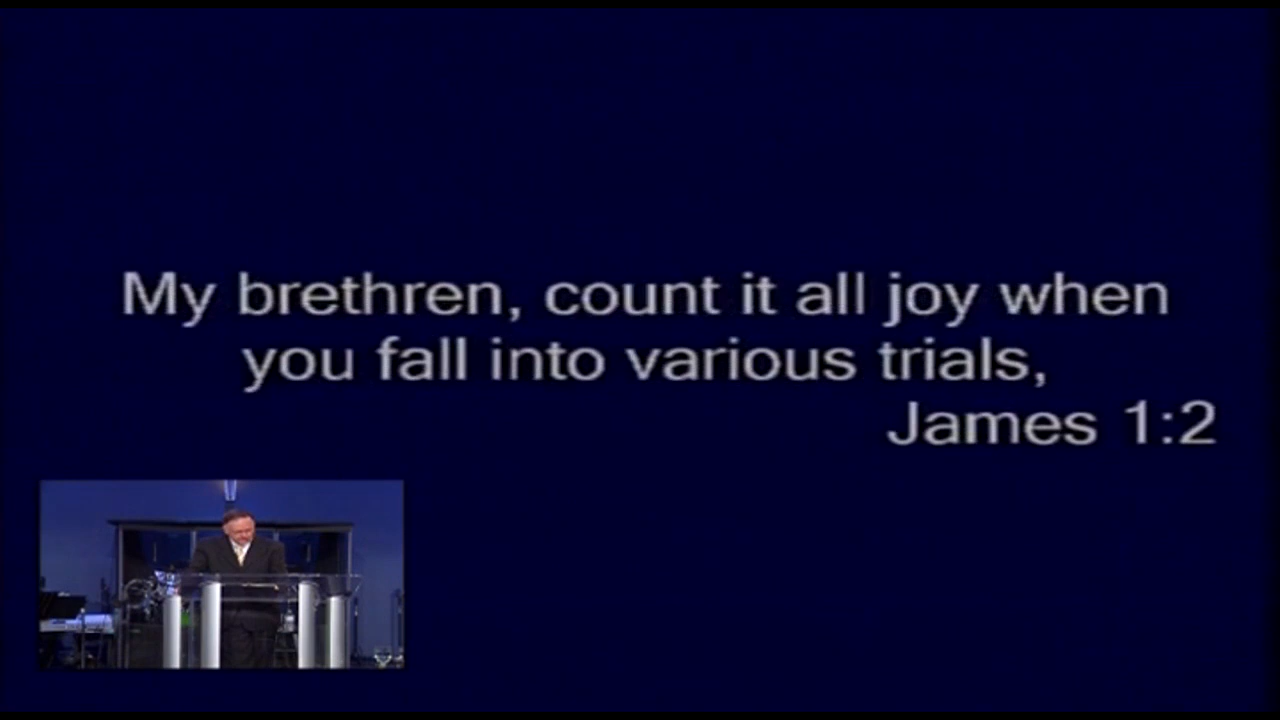 My brethren, count it all joy when
you fall into various trials,
James 1:2